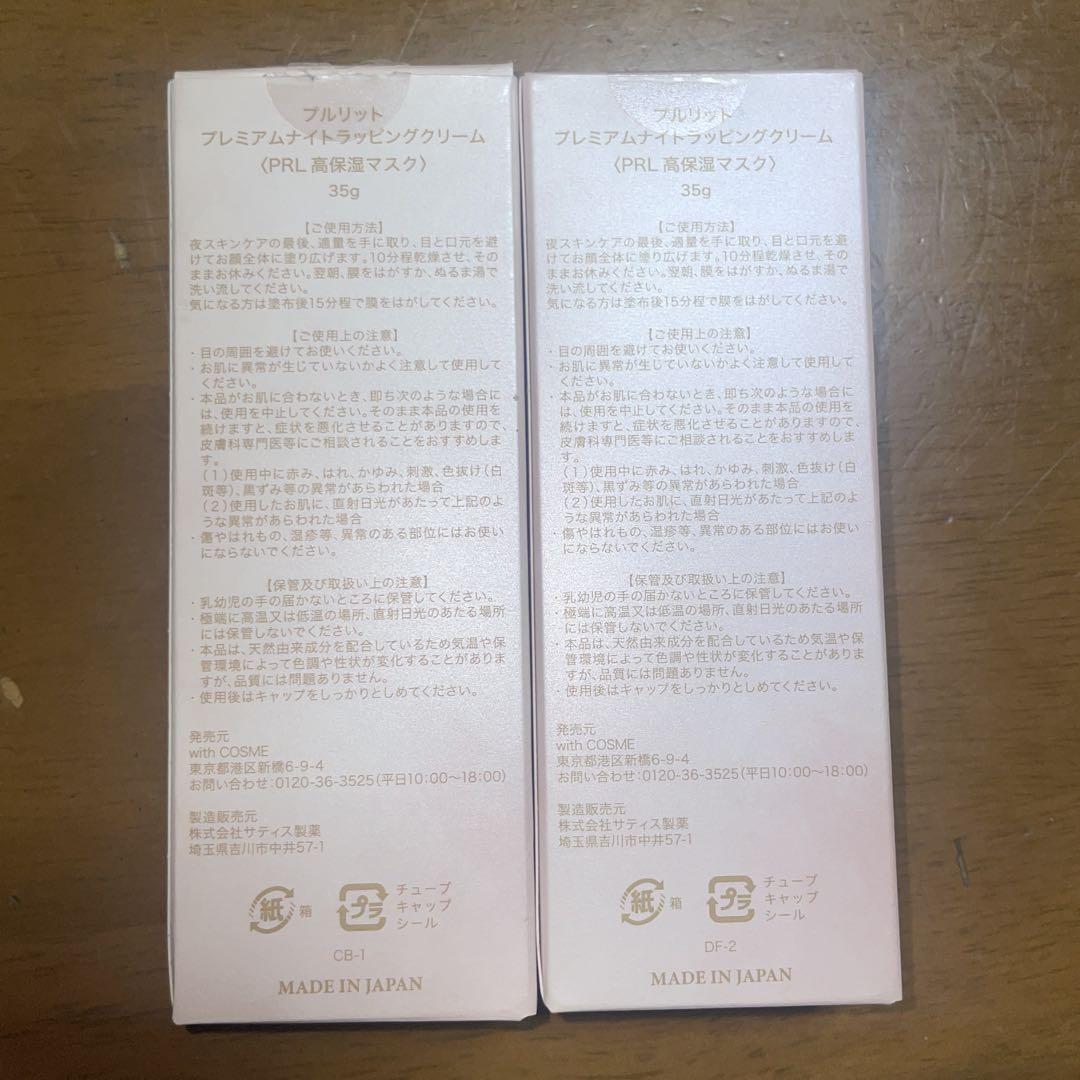 プルリット
プレミアムナイトラッピングクリーム
〈PRL 高保湿マスク〉
35g
【ご使用方法】
夜スキンケアの最後、適量を手に取り、目と口元を避
けてお顔全体に塗り広げます。10分程乾燥させ、その
ままお休みください。翌朝、膜をはがすか、ぬるま湯で
洗い流してください。
気になる方は塗布後15分程で膜をはがしてください。
【ご使用上の注意】
・目の周囲を避けてお使いください。
・お肌に異常が生じていないかよく注意して使用して
ください。
・本品がお肌に合わないとき、即ち次のような場合に
は、使用を中止してください。そのまま本品の使用を
続けますと、症状を悪化させることがありますので、
皮膚科専門医等にご相談されることをおすすめしま
す。
(1)使用中に赤み、はれ、かゆみ、刺激、色抜け(白
斑等)、黒ずみ等の異常があらわれた場合
(2)使用したお肌に、直射日光があたって上記のよ
うな異常があらわれた場合
・傷やはれもの、湿疹等、異常のある部位にはお使い
にならないでください。
【保管及び取扱い上の注意】
・乳幼児の手の届かないところに保管してください。
・極端に高温又は低温の場所、直射日光のあたる場所
には保管しないでください。
・本品は、天然由来成分を配合しているため気温や保
管環境によって色調や性状が変化することがありま
すが、品質には問題ありません。
・使用後はキャップをしっかりとしめてください。
発売元
with COSME
東京都港区新橋6-9-4
お問い合わせ:0120-36-3525(平日10:00〜18:00)
製造販売元
株式会社サティス製薬
埼玉県吉川市中井57-1
紙 箱
プラ
チューブ
キャップ
シール
CB-1
MADE IN JAPAN
プルリット
プレミアムナイトラッピングクリーム
〈PRL 高保湿マスク〉
35g
【ご使用方法】
夜スキンケアの最後、適量を手に取り、目と口元を避
けてお顔全体に塗り広げます。10分程乾燥させ、その
ままお休みください。翌朝、膜をはがすか、ぬるま湯で
洗い流してください。
気になる方は塗布後15分程で膜をはがしてください。
【ご使用上の注意】
・目の周囲を避けてお使いください。
・お肌に異常が生じていないかよく注意して使用して
ください。
・本品がお肌に合わないとき、即ち次のような場合に
は、使用を中止してください。そのまま本品の使用を
続けますと、症状を悪化させることがありますので、
皮膚科専門医等にご相談されることをおすすめしま
す。
(1)使用中に赤み、はれ、かゆみ、刺激、色抜け(白
斑等)、黒ずみ等の異常があらわれた場合
(2)使用したお肌に、直射日光があたって上記のよ
うな異常があらわれた場合
・傷やはれもの、湿疹等、異常のある部位にはお使い
にならないでください。
【保管及び取扱い上の注意】
・乳幼児の手の届かないところに保管してください。
・極端に高温又は低温の場所、直射日光のあたる場所
には保管しないでください。
・本品は、天然由来成分を配合しているため気温や保
管環境によって色調や性状が変化することがありま
すが、品質には問題ありません。
・使用後はキャップをしっかりとしめてください。
発売元
with COSME
東京都港区新橋6-9-4
お問い合わせ:0120-36-3525(平日10:00〜18:00)
製造販売元
株式会社サティス製薬
埼玉県吉川市中井57-1
紙 箱
プラ
チューブ
キャップ
シール
DF-2
MADE IN JAPAN